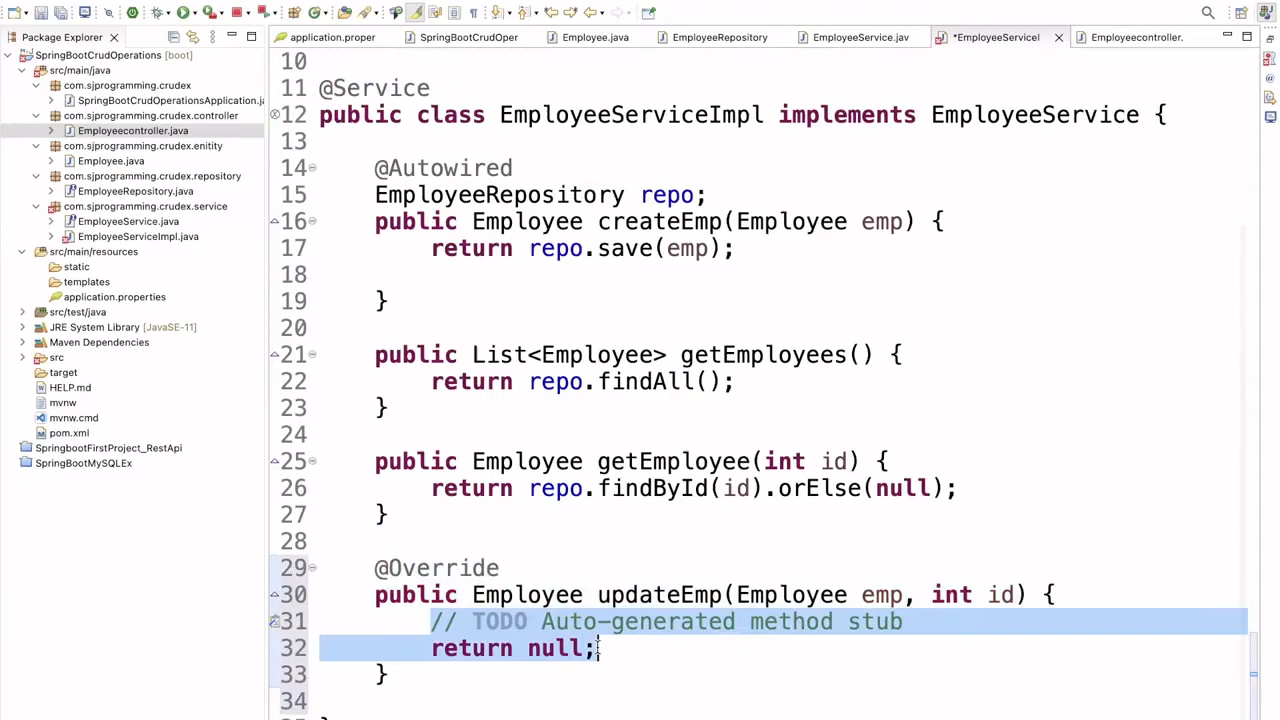 Package Explorer
application.proper
SpringBootCrudOper
Employee.java
EmployeeRepository
EmployeeService.jav
*EmployeeServiceI
Employeecontroller.
SpringBootCrudOperations [boot]
src/main/java
com.sjprogramming.crudex
SpringBootCrudOperationsApplication.ja
com.sjprogramming.crudex.controller
Employeecontroller.java
com.sjprogramming.crudex.enitity
Employee.java
com.sjprogramming.crudex.repository
EmployeeRepository.java
com.sjprogramming.crudex.service
EmployeeService.java
EmployeeServiceImpl.java
src/main/resources
static
templates
application.properties
src/test/java
JRE System Library [JavaSE-11]
Maven Dependencies
src
target
HELP.md
mvnw
mvnw.cmd
pom.xml
SpringbootFirstProject_RestApi
SpringBootMySQLEx
10
11 @Service
12 public class EmployeeServiceImpl implements EmployeeService {
13
14 @Autowired
15 EmployeeRepository repo;
16 public Employee createEmp(Employee emp) {
17 return repo.save(emp);
18
19 }
20
21 public List<Employee> getEmployees() {
22 return repo.findAll();
23 }
24
25 public Employee getEmployee(int id) {
26 return repo.findById(id).orElse(null);
27 }
28
29 @Override
30 public Employee updateEmp(Employee emp, int id) {
31 // TODO Auto-generated method stub
32 return null;
33 }
34